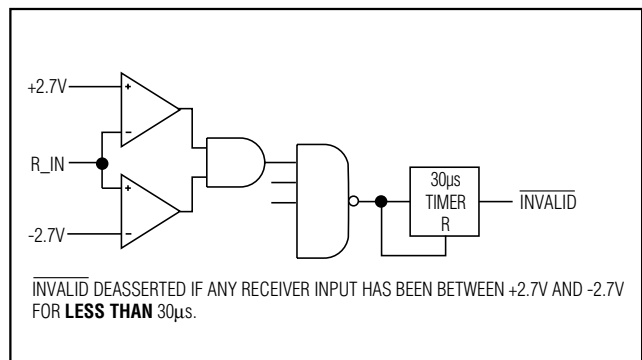 +2.7V
R_IN
-2.7V
+
-
+
-
30μs
TIMER
R
INVALID
INVALID DEASSERTED IF ANY RECEIVER INPUT HAS BEEN BETWEEN +2.7V AND -2.7V
FOR LESS THAN 30μs.